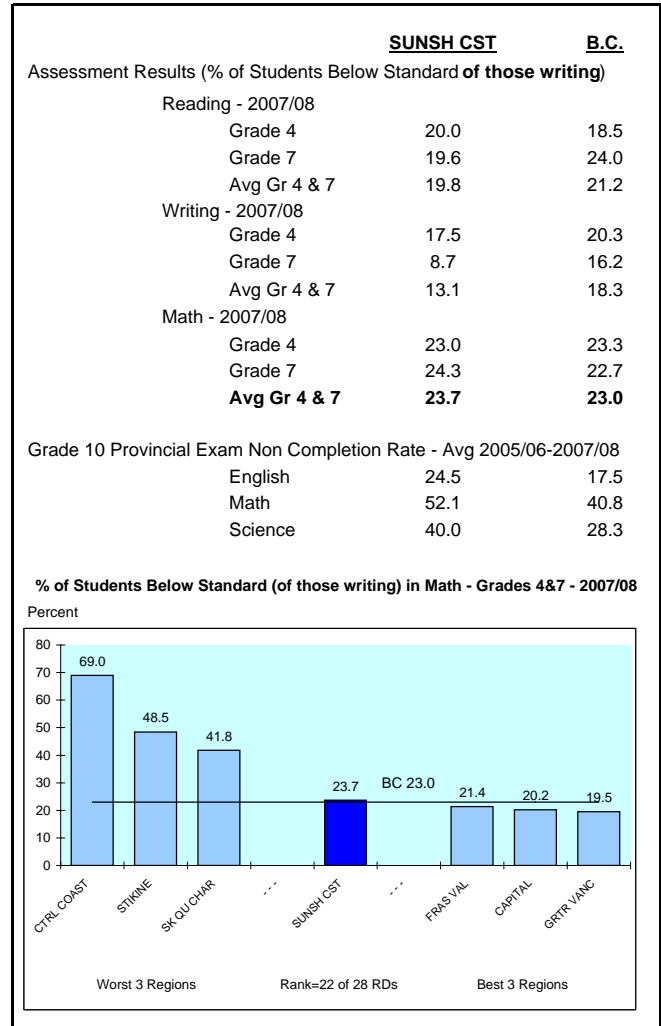 SUNSH CST B.C.
Assessment Results (% of Students Below Standard of those writing)
Reading - 2007/08
Grade 4 20.0 18.5
Grade 7 19.6 24.0
Avg Gr 4 & 7 19.8 21.2
Writing - 2007/08
Grade 4 17.5 20.3
Grade 7 8.7 16.2
Avg Gr 4 & 7 13.1 18.3
Math - 2007/08
Grade 4 23.0 23.3
Grade 7 24.3 22.7
Avg Gr 4 & 7 23.7 23.0
Grade 10 Provincial Exam Non Completion Rate - Avg 2005/06-2007/08
English 24.5 17.5
Math 52.1 40.8
Science 40.0 28.3
% of Students Below Standard (of those writing) in Math - Grades 4&7 - 2007/08
Percent
80
70
60
50
40
30
20
10
0
69.0
48.5
41.8
23.7
BC 23.0
21.4
20.2
19.5
CTRL COAST
STIKINE
SK QU CHAR
- - -
SUNSH CST
- - -
FRAS VAL
CAPITAL
GRTR VANC
Worst 3 Regions Rank=22 of 28 RDs Best 3 Regions